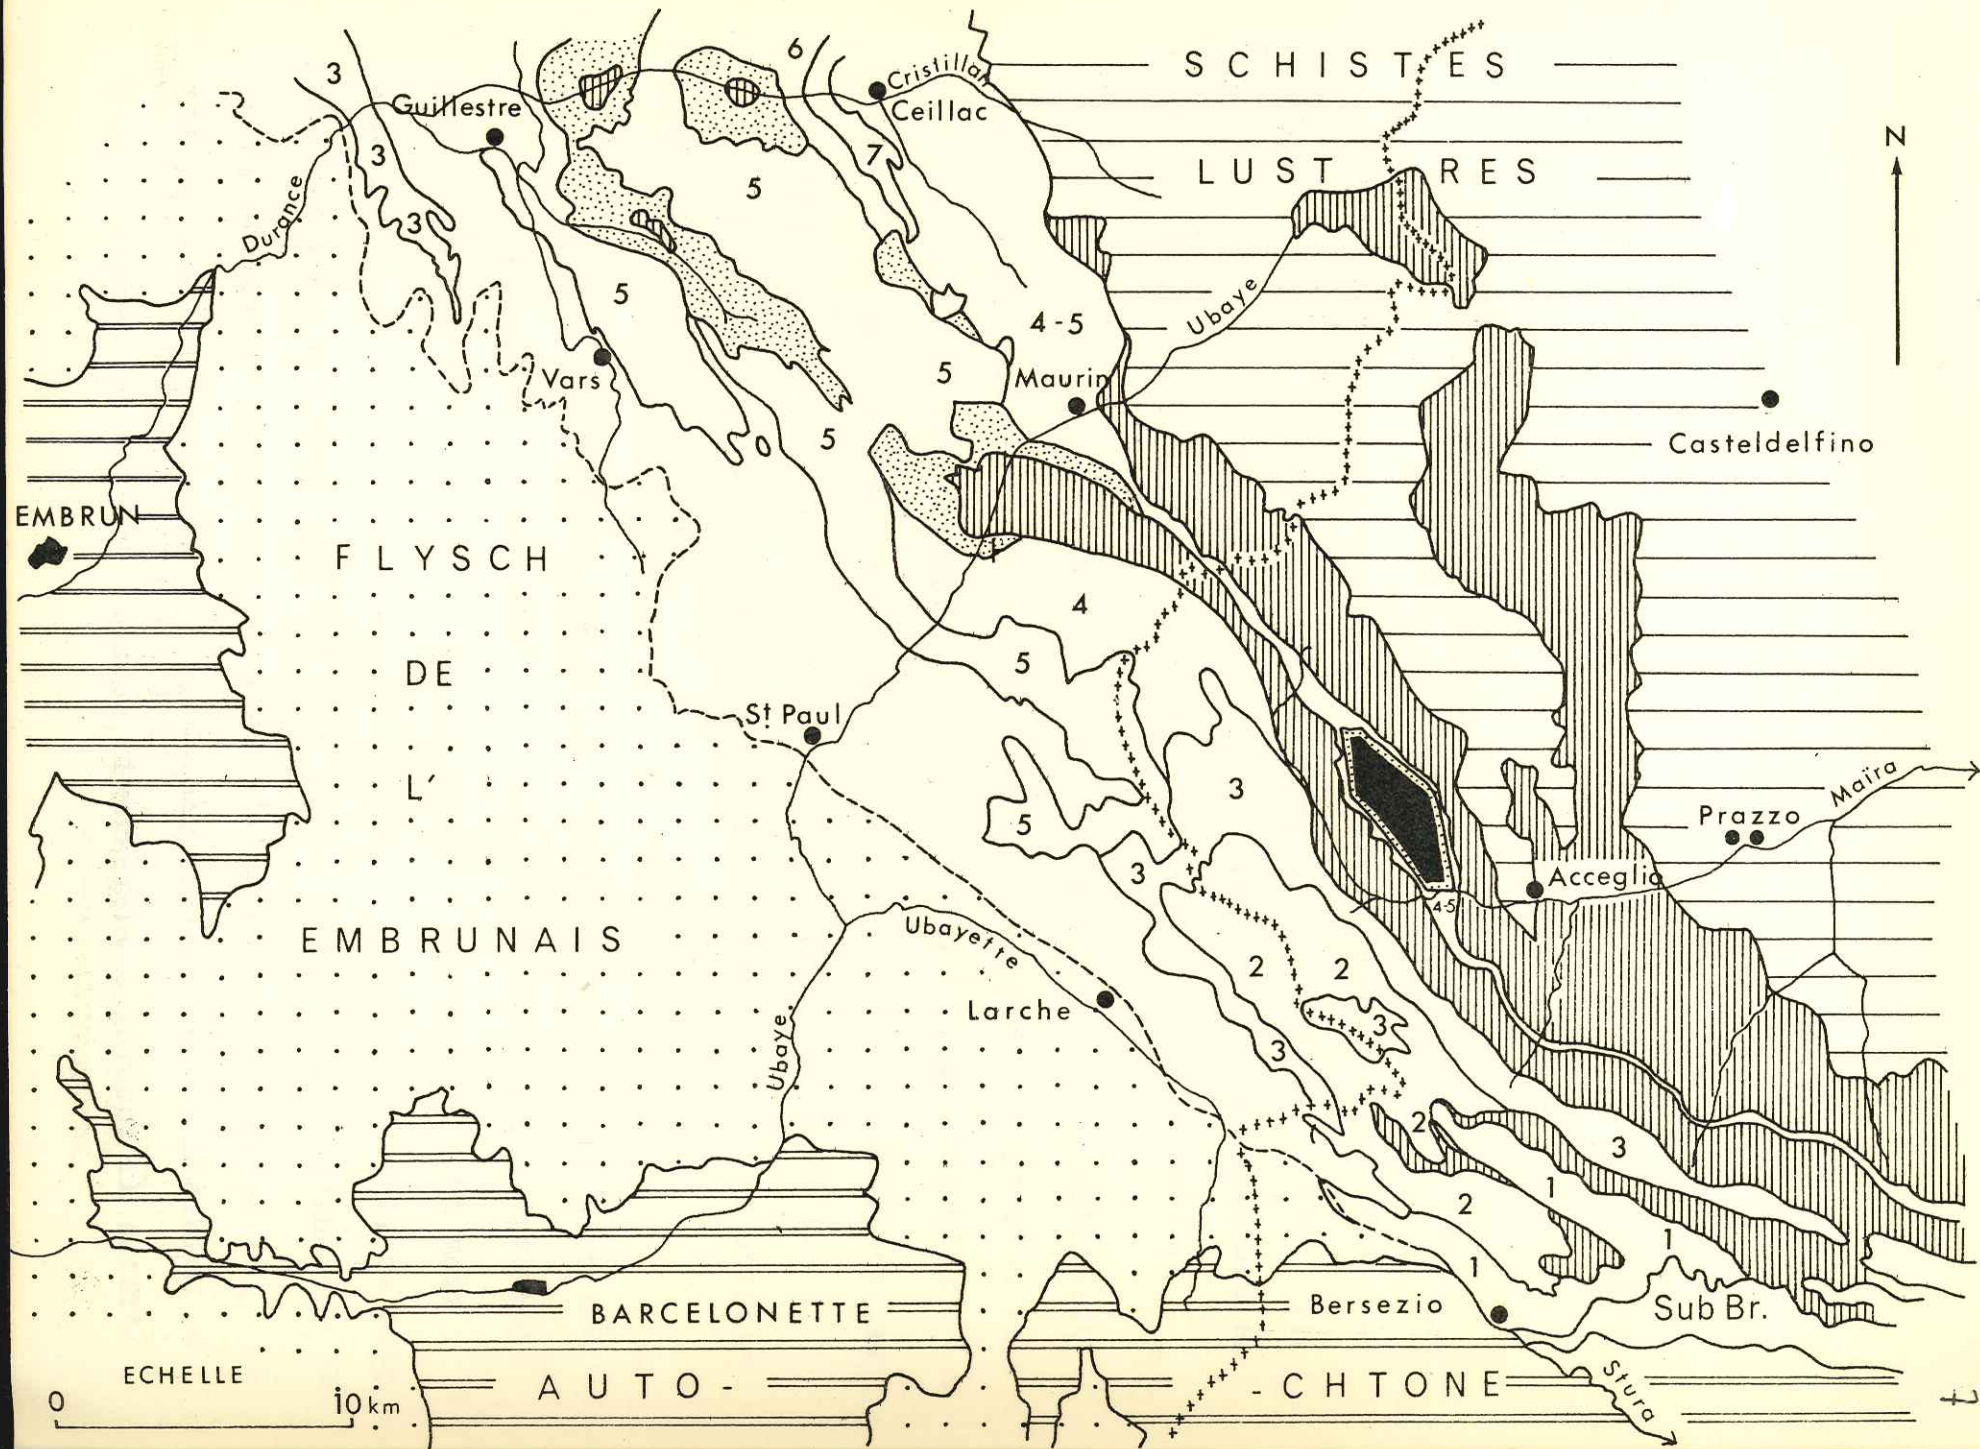 SCHISTES
LUSTRES
N
3
Guillestre
6
Cristillan
Ceillac
7
3
5
3
Durance
5
4-5
Ubaye
Vars
5
Maurin
5
Casteldelfino
EMBRUN
FLYSCH
4
DE
5
St Paul
L'
3
5
3
Prazzo
Maïra
Acceglio
4-5
EMBRUNAIS
Ubayette
2
2
Larche
3
3
Ubaye
2
3
1
2
1
1
BARCELONETTE
Bersezio
Sub Br.
ECHELLE
0
10 km
AUTO-
-CHTONE
Stura